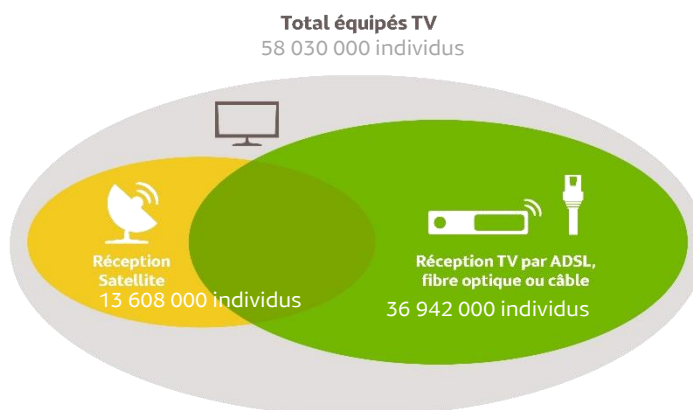 Total équipés TV
58 030 000 individus
Réception
Satellite
13 608 000 individus
Réception TV par ADSL,
fibre optique ou câble
36 942 000 individus